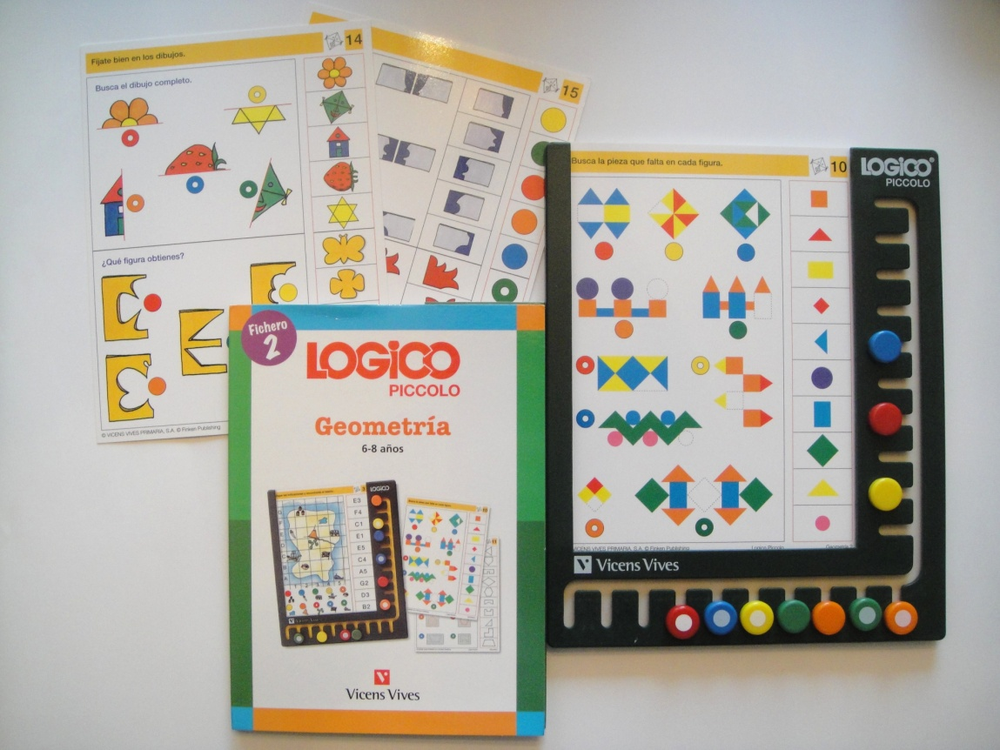 14
Fíjate bien en los dibujos.
Busca el dibujo completo.
¿Qué figura obtienes?
© VICENS VIVES PRIMARIA, S.A. © Finken Publishing
15
Busca la pieza que falta en cada figura.
10
LOGiCO®
PICCOLO
VICENS VIVES PRIMARIA, S.A. © Finken Publishing
Logico Piccolo
Vicens Vives
Fichero
2
LOGiCO
PICCOLO
Geometría
6-8 años
LOGiCO
E3
F4
C1
E1
E5
C4
A5
G2
D3
B2
Vicens Vives